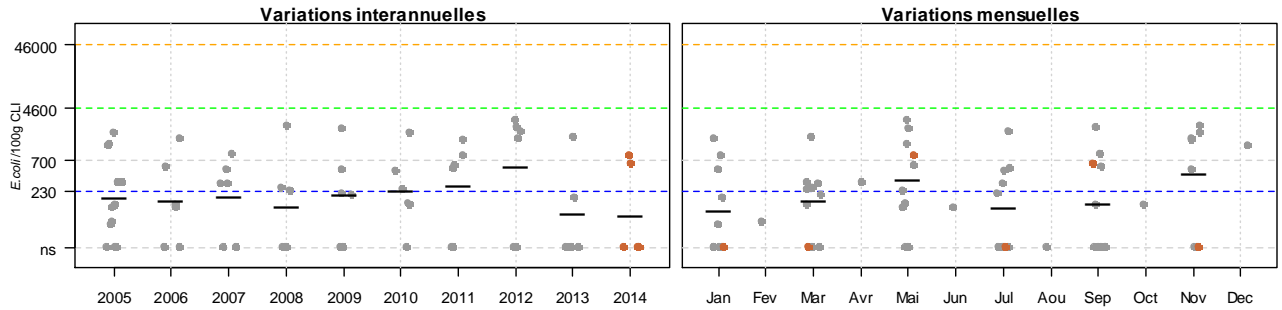 Variations interannuelles
Variations mensuelles
E.coli/100g CLI
46000
4600
700
230
ns
2005 2006 2007 2008 2009 2010 2011 2012 2013 2014
Jan Fev Mar Avr Mai Jun Jul Aou Sep Oct Nov Dec